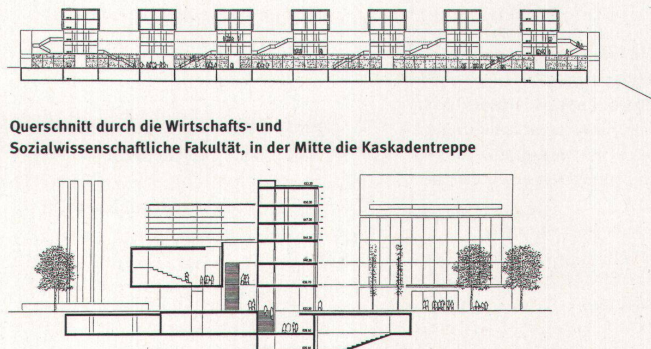 Querschnitt durch die Wirtschafts- und
Sozialwissenschaftliche Fakultät, in der Mitte die Kaskadentreppe